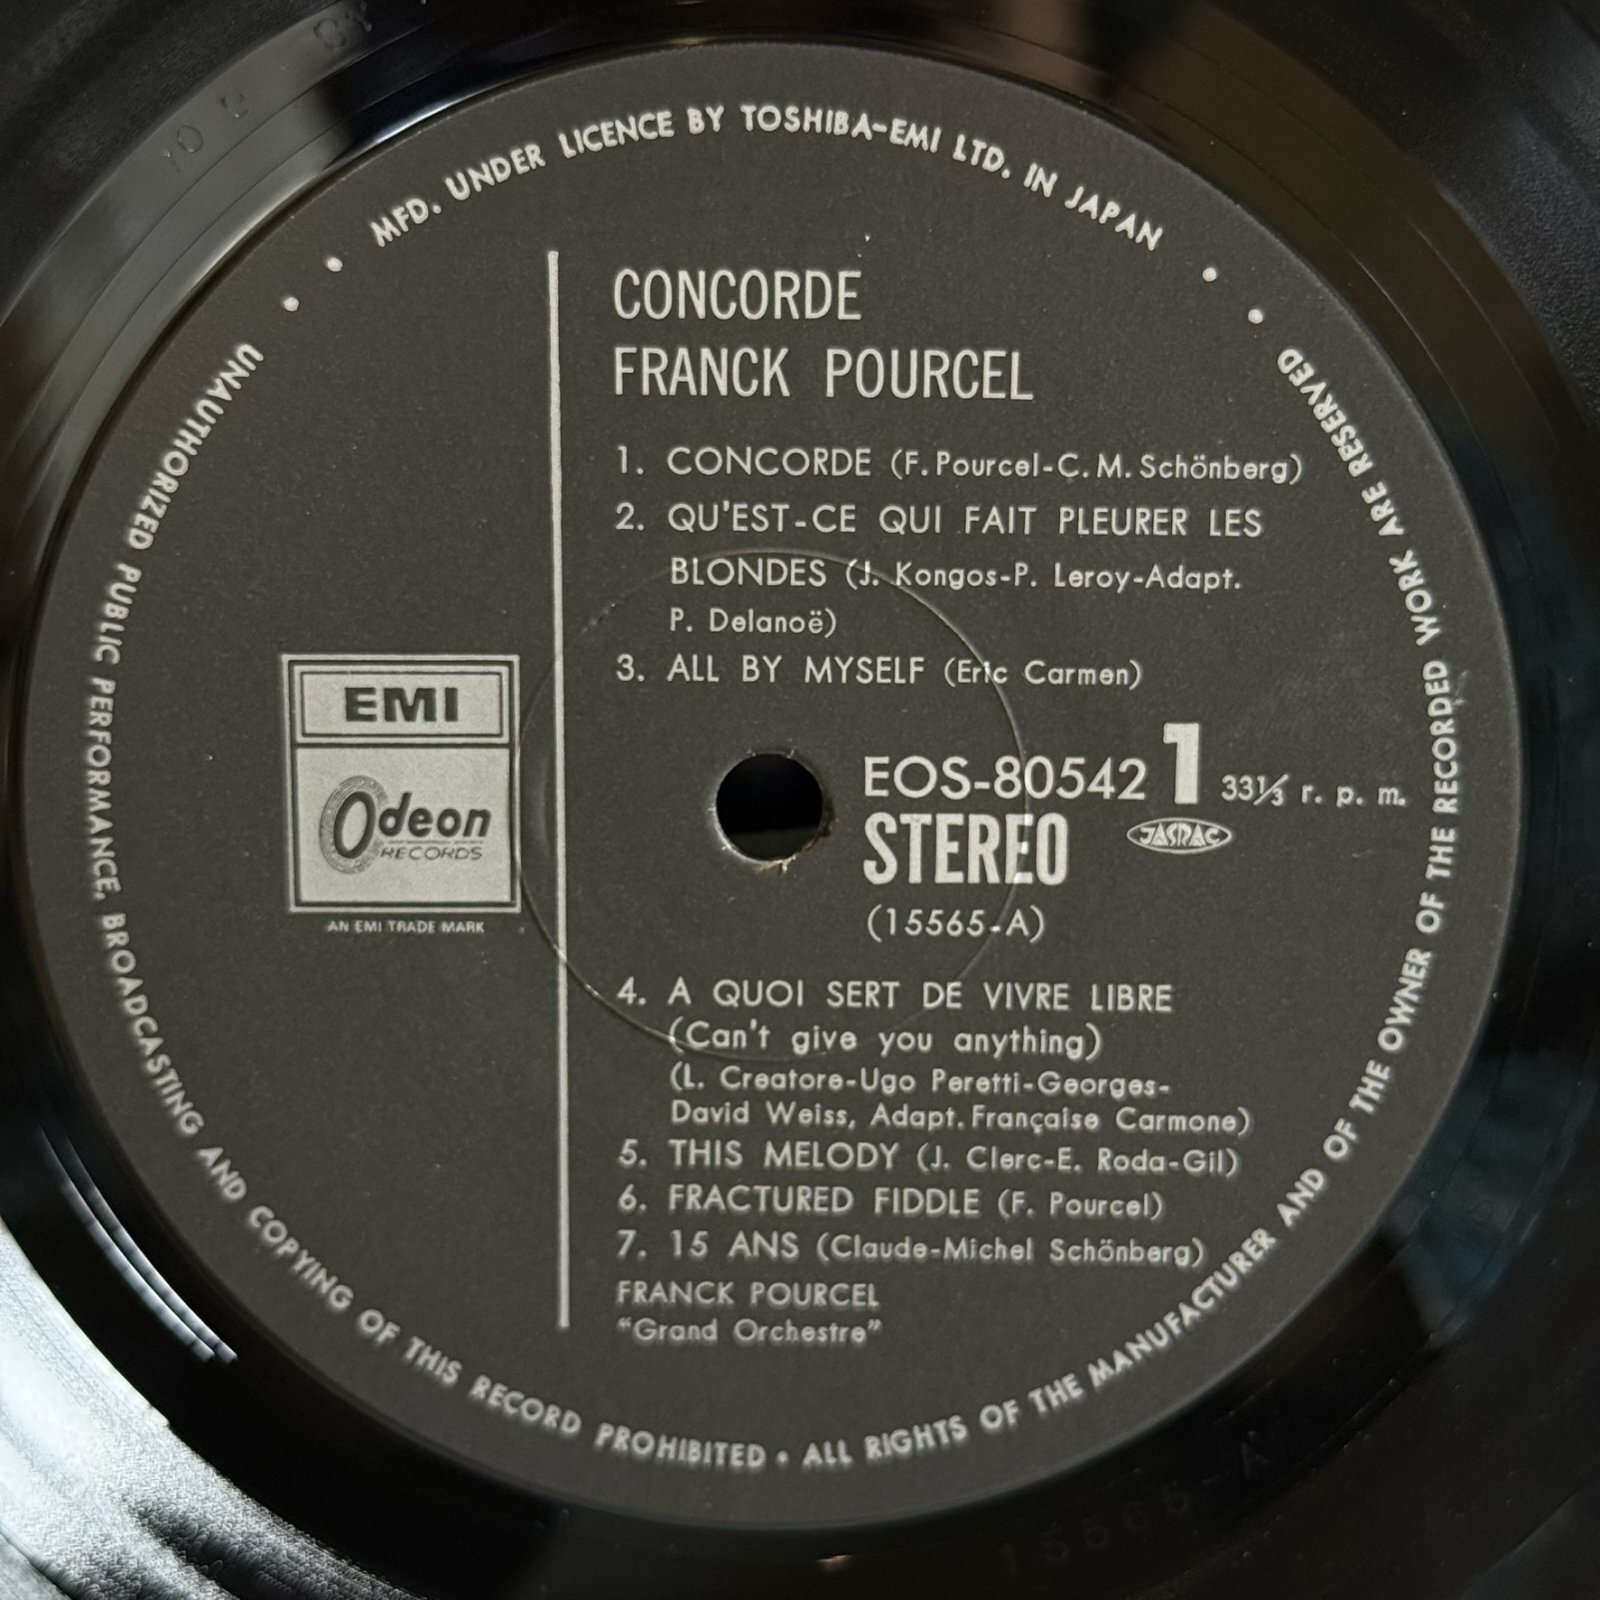 MFD. UNDER LICENCE BY TOSHIBA-EMI LTD. IN JAPAN
CONCORDE
FRANCK POURCEL
1. CONCORDE (F. Pourcel-C. M. Schönberg)
2. QU'EST-CE QUI FAIT PLEURER LES
BLONDES (J. Kongos-P. Leroy-Adapt.
P. Delanoë)
3. ALL BY MYSELF (Eric Carmen)
EMI
Odeon
RECORDS
AN EMI TRADE MARK
EOS-80542 1 33⅓ r. p. m.
STEREO JASRAC
(15565-A)
4. A QUOI SERT DE VIVRE LIBRE
(Can't give you anything)
(L. Creatore-Ugo Peretti-Georges-
David Weiss, Adapt. Française Carmone)
5. THIS MELODY (J. Clerc-E. Roda-Gil)
6. FRACTURED FIDDLE (F. Pourcel)
7. 15 ANS (Claude-Michel Schönberg)
FRANCK POURCEL
"Grand Orchestre"
UNAUTHORIZED PUBLIC PERFORMANCE, BROADCASTING AND COPYING OF THIS RECORD PROHIBITED • ALL RIGHTS OF THE MANUFACTURER AND OF THE OWNER OF THE RECORDED WORK ARE RESERVED
15565-A